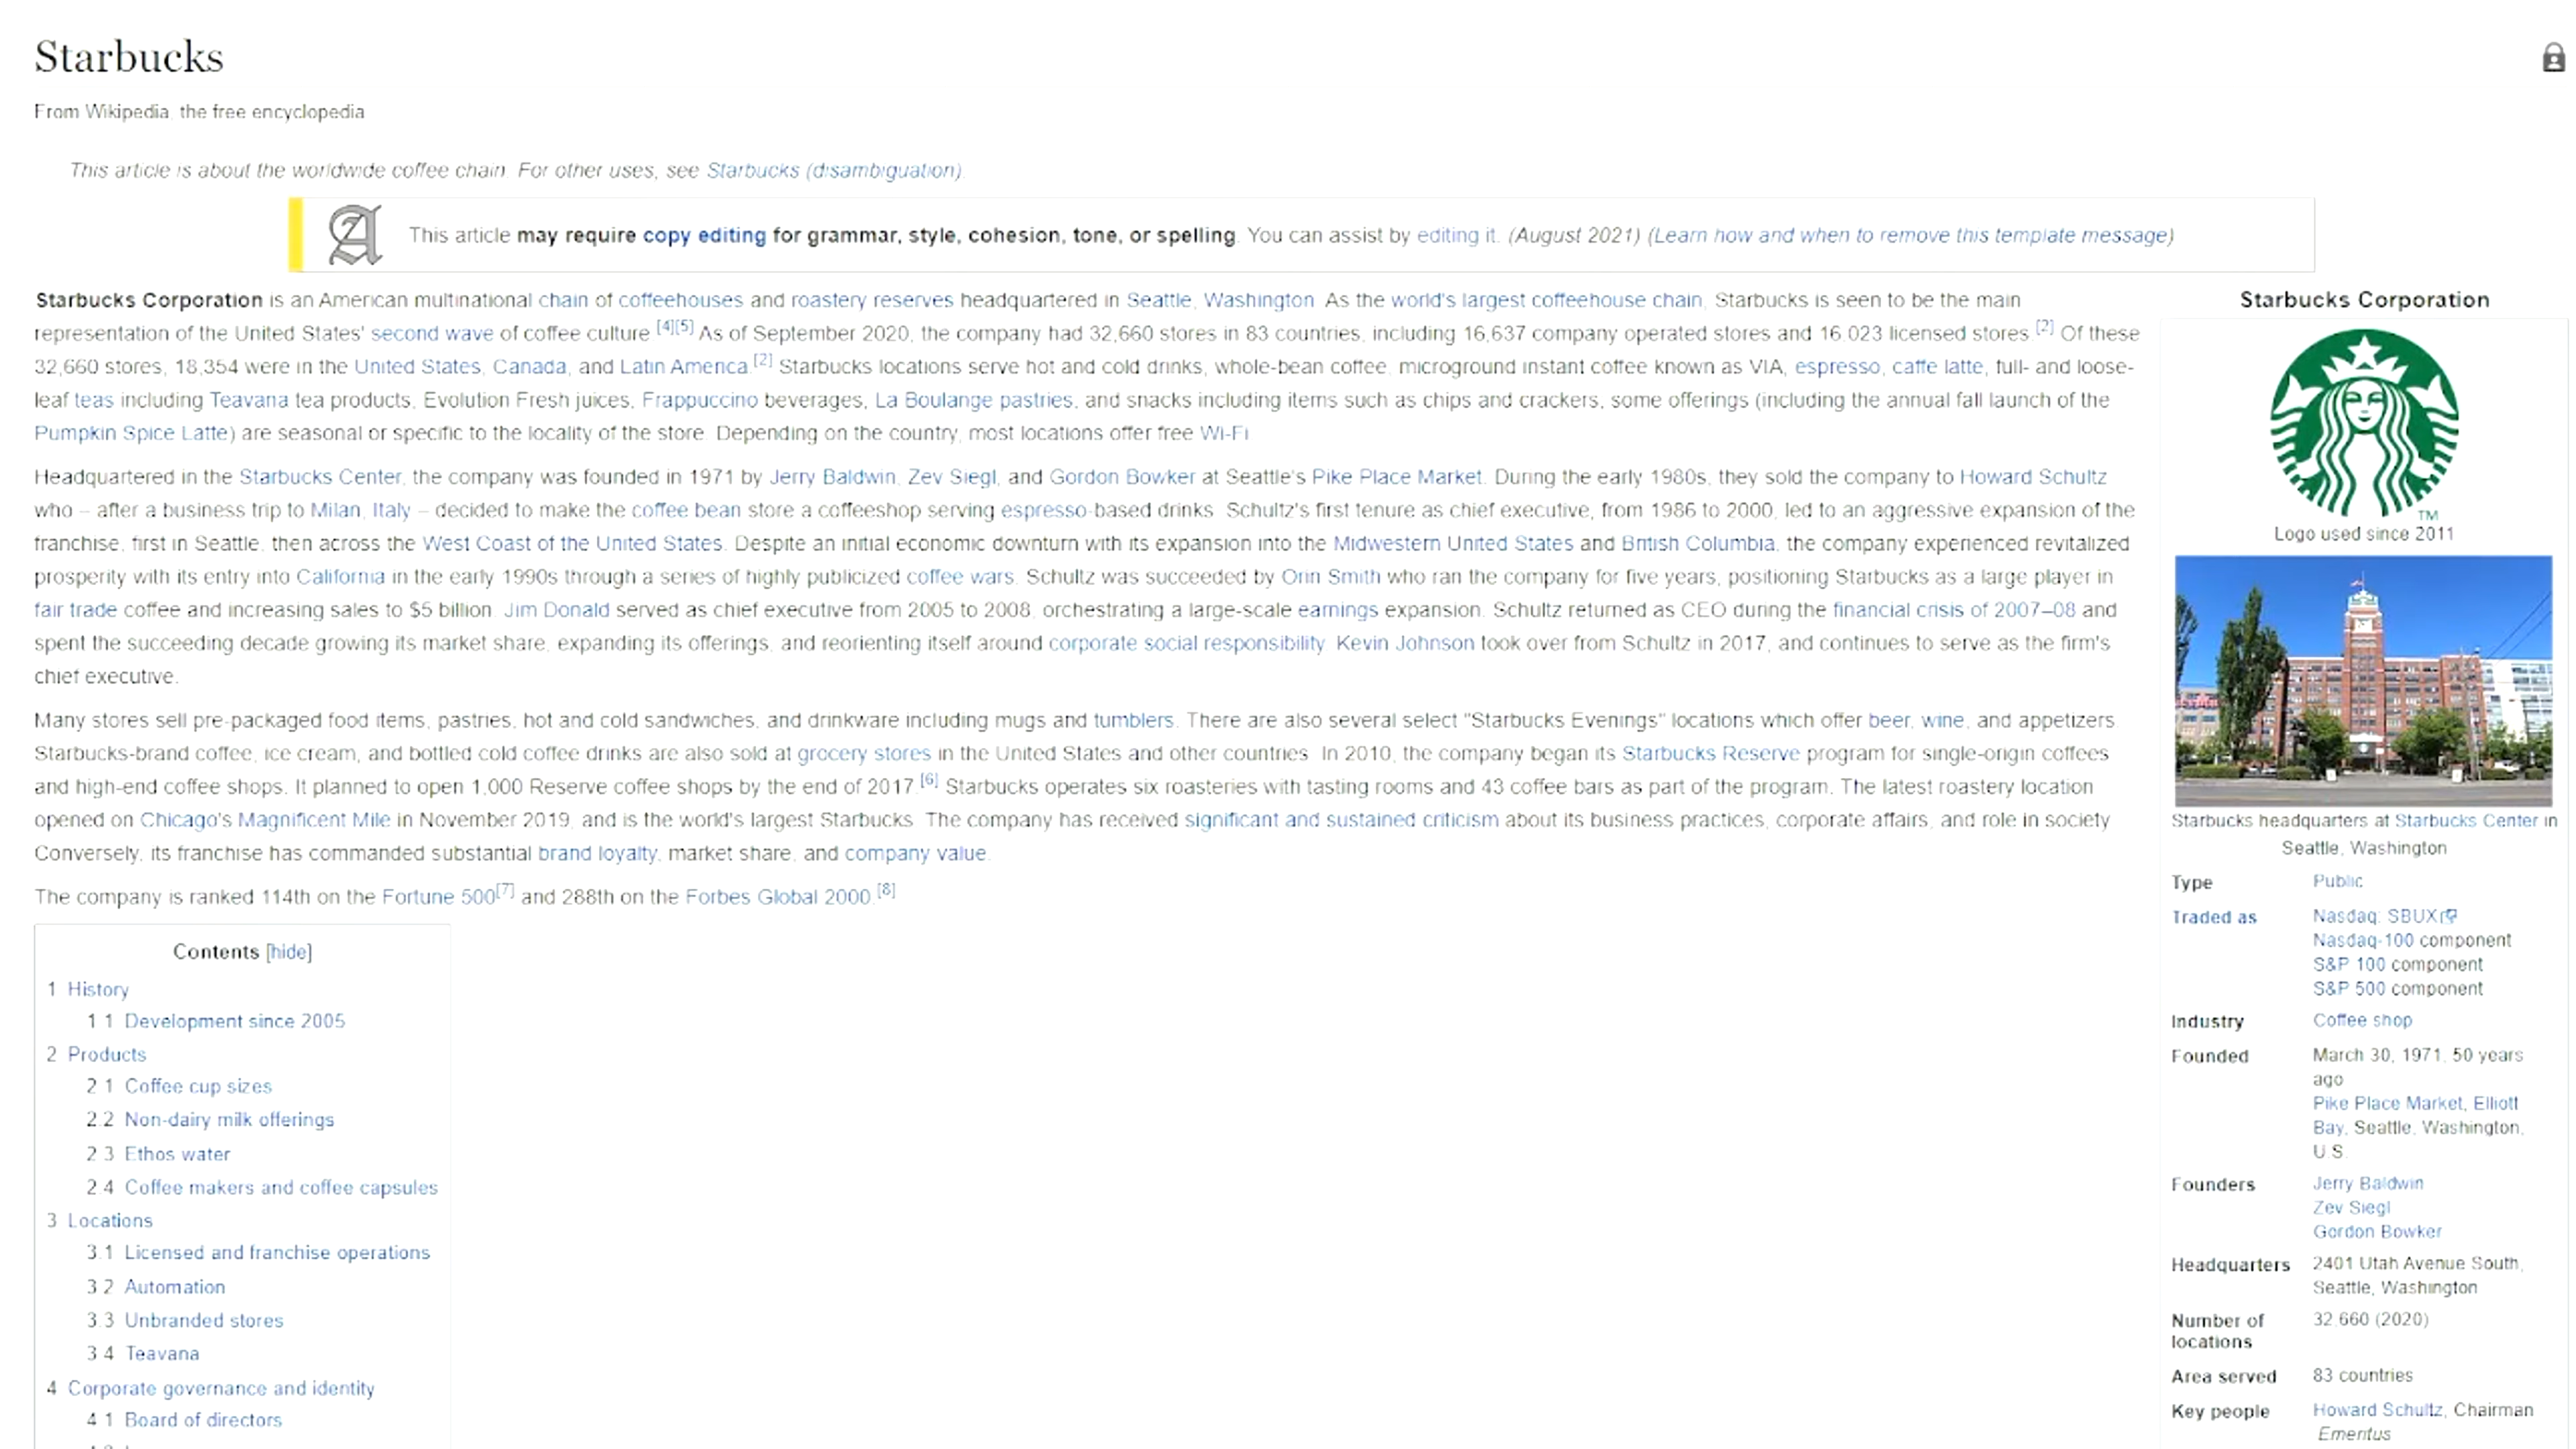 Starbucks
From Wikipedia, the free encyclopedia
This article is about the worldwide coffee chain. For other uses, see Starbucks (disambiguation).
This article may require copy editing for grammar, style, cohesion, tone, or spelling. You can assist by editing it. (August 2021) (Learn how and when to remove this template message)
Starbucks Corporation is an American multinational chain of coffeehouses and roastery reserves headquartered in Seattle, Washington. As the world's largest coffeehouse chain, Starbucks is seen to be the main
representation of the United States' second wave of coffee culture.[4][5] As of September 2020, the company had 32,660 stores in 83 countries, including 16,637 company operated stores and 16,023 licensed stores.[2] Of these
32,660 stores, 18,354 were in the United States, Canada, and Latin America.[2] Starbucks locations serve hot and cold drinks, whole-bean coffee, microground instant coffee known as VIA, espresso, caffe latte, full- and loose-
leaf teas including Teavana tea products, Evolution Fresh juices, Frappuccino beverages, La Boulange pastries, and snacks including items such as chips and crackers, some offerings (including the annual fall launch of the
Pumpkin Spice Latte) are seasonal or specific to the locality of the store. Depending on the country, most locations offer free Wi-Fi.
Headquartered in the Starbucks Center, the company was founded in 1971 by Jerry Baldwin, Zev Siegl, and Gordon Bowker at Seattle's Pike Place Market. During the early 1980s, they sold the company to Howard Schultz
who – after a business trip to Milan, Italy – decided to make the coffee bean store a coffeeshop serving espresso-based drinks. Schultz's first tenure as chief executive, from 1986 to 2000, led to an aggressive expansion of the
franchise, first in Seattle, then across the West Coast of the United States. Despite an initial economic downturn with its expansion into the Midwestern United States and British Columbia, the company experienced revitalized
prosperity with its entry into California in the early 1990s through a series of highly publicized coffee wars. Schultz was succeeded by Orin Smith who ran the company for five years, positioning Starbucks as a large player in
fair trade coffee and increasing sales to $5 billion. Jim Donald served as chief executive from 2005 to 2008, orchestrating a large-scale earnings expansion. Schultz returned as CEO during the financial crisis of 2007–08 and
spent the succeeding decade growing its market share, expanding its offerings, and reorienting itself around corporate social responsibility. Kevin Johnson took over from Schultz in 2017, and continues to serve as the firm's
chief executive.
Many stores sell pre-packaged food items, pastries, hot and cold sandwiches, and drinkware including mugs and tumblers. There are also several select "Starbucks Evenings" locations which offer beer, wine, and appetizers.
Starbucks-brand coffee, ice cream, and bottled cold coffee drinks are also sold at grocery stores in the United States and other countries. In 2010, the company began its Starbucks Reserve program for single-origin coffees
and high-end coffee shops. It planned to open 1,000 Reserve coffee shops by the end of 2017.[6] Starbucks operates six roasteries with tasting rooms and 43 coffee bars as part of the program. The latest roastery location
opened on Chicago's Magnificent Mile in November 2019, and is the world's largest Starbucks. The company has received significant and sustained criticism about its business practices, corporate affairs, and role in society.
Conversely, its franchise has commanded substantial brand loyalty, market share, and company value.
The company is ranked 114th on the Fortune 500[7] and 288th on the Forbes Global 2000.[8]
Contents [hide]
1 History
1.1 Development since 2005
2 Products
2.1 Coffee cup sizes
2.2 Non-dairy milk offerings
2.3 Ethos water
2.4 Coffee makers and coffee capsules
3 Locations
3.1 Licensed and franchise operations
3.2 Automation
3.3 Unbranded stores
3.4 Teavana
4 Corporate governance and identity
4.1 Board of directors
Starbucks Corporation
TM
Logo used since 2011
Starbucks headquarters at Starbucks Center in
Seattle, Washington
Type Public
Traded as Nasdaq: SBUX
Nasdaq-100 component
S&P 100 component
S&P 500 component
Industry Coffee shop
Founded March 30, 1971; 50 years
ago
Pike Place Market, Elliott
Bay, Seattle, Washington,
U.S.
Founders Jerry Baldwin
Zev Siegl
Gordon Bowker
Headquarters 2401 Utah Avenue South,
Seattle, Washington
Number of locations 32,660 (2020)
Area served 83 countries
Key people Howard Schultz, Chairman
Emeritus